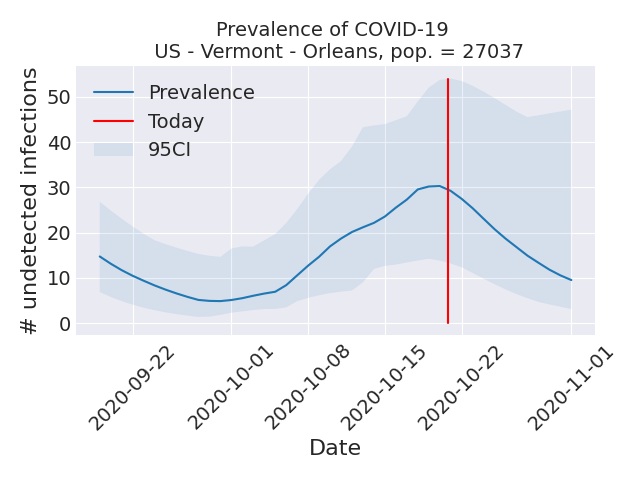 Prevalence of COVID-19
US - Vermont - Orleans, pop. = 27037
# undetected infections
50
40
30
20
10
0
Prevalence
Today
95CI
2020-09-22
2020-10-01
2020-10-08
2020-10-15
2020-10-22
2020-11-01
Date